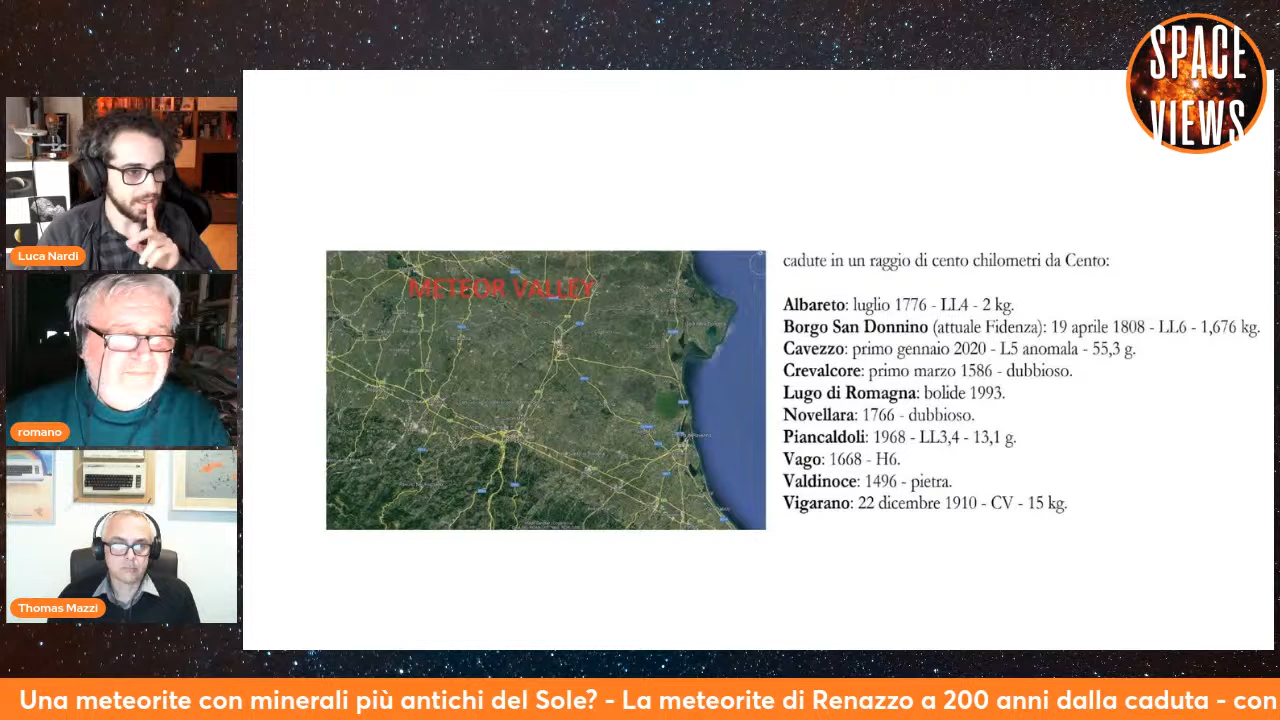 SPACE
VIEWS
Luca Nardi
romano
Thomas Mazzi
METEOR VALLEY
cadute in un raggio di cento chilometri da Cento:
Albareto: luglio 1776 - LL4 - 2 kg.
Borgo San Donnino (attuale Fidenza): 19 aprile 1808 - LL6 - 1,676 kg.
Cavezzo: primo gennaio 2020 - L5 anomala - 55,3 g.
Crevalcore: primo marzo 1586 - dubbioso.
Lugo di Romagna: bolide 1993.
Novellara: 1766 - dubbioso.
Piancaldoli: 1968 - LL3,4 - 13,1 g.
Vago: 1668 - H6.
Valdinoce: 1496 - pietra.
Vigarano: 22 dicembre 1910 - CV - 15 kg.
Una meteorite con minerali più antichi del Sole? - La meteorite di Renazzo a 200 anni dalla caduta - con